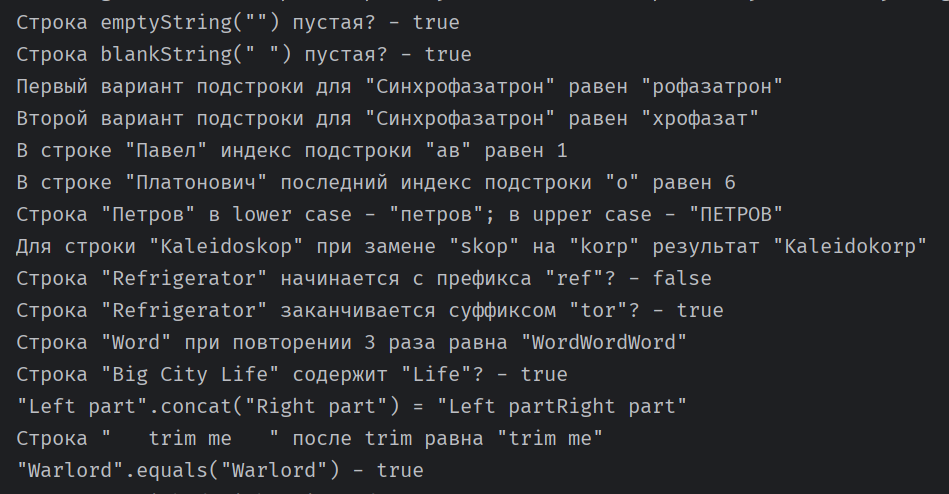 Строка emptyString("") пустая? - true
Строка blankString(" ") пустая? - true
Первый вариант подстроки для "Синхрофазатрон" равен "рофазатрон"
Второй вариант подстроки для "Синхрофазатрон" равен "хрофазат"
В строке "Павел" индекс подстроки "ав" равен 1
В строке "Платонович" последний индекс подстроки "о" равен 6
Строка "Петров" в lower case - "петров"; в upper case - "ПЕТРОВ"
Для строки "Kaleidoskop" при замене "skop" на "korp" результат "Kaleidokorp"
Строка "Refrigerator" начинается с префикса "ref"? - false
Строка "Refrigerator" заканчивается суффиксом "tor"? - true
Строка "Word" при повторении 3 раза равна "WordWordWord"
Строка "Big City Life" содержит "Life"? - true
"Left part".concat("Right part") = "Left partRight part"
Строка "   trim me   " после trim равна "trim me"
"Warlord".equals("Warlord") - true